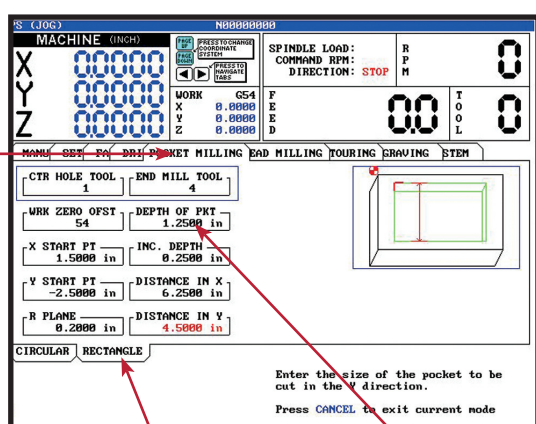 'S (JOG) N00000000
MACHINE (INCH)
X 0.0000
Y 0.0000
Z 0.0000
PAGE UP
PAGE DOWN
PRESS TO CHANGE COORDINATE SYSTEM
PRESS TO NAVIGATE TABS
WORK G54
X 0.0000
Y 0.0000
Z 0.0000
SPINDLE LOAD:
COMMAND RPM:
DIRECTION: STOP
RPM 0
FEED 0.0
TOOL 0
MANU SET FA DRI POCKET MILLING EAD MILLING TOURING GRAVING STEM
CTR HOLE TOOL END MILL TOOL
1 4
WRK ZERO OFST DEPTH OF PKT
54 1.2500 in
X START PT INC. DEPTH
1.5000 in 0.2500 in
Y START PT DISTANCE IN X
-2.5000 in 6.2500 in
R PLANE DISTANCE IN Y
0.2000 in 4.5000 in
CIRCULAR RECTANGLE
Enter the size of the pocket to be
cut in the Y direction.
Press CANCEL to exit current mode